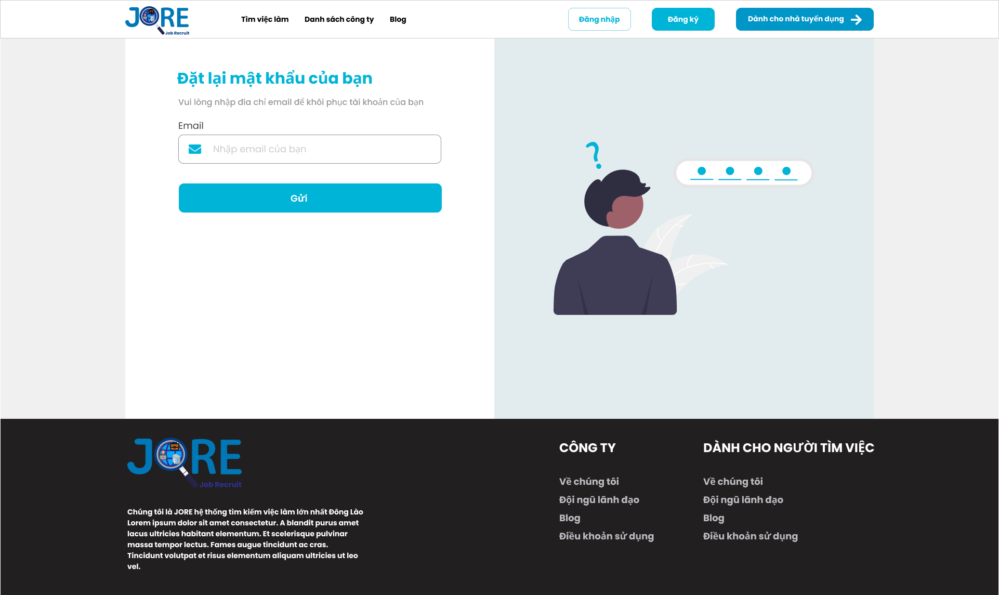 JORE
Job Recruit
Tìm việc làm
Danh sách công ty
Blog
Đăng nhập
Đăng ký
Dành cho nhà tuyển dụng
Đặt lại mật khẩu của bạn
Vui lòng nhập đia chỉ email để khôi phục tài khoản của bạn
Email
Nhập email của bạn
Gửi
?
JORE
Job Recruit
Chúng tôi là JORE hệ thống tìm kiếm việc làm lớn nhất Đông Lào
Lorem ipsum dolor sit amet consectetur. A blandit purus amet
lacus ultricies habitant elementum. Et scelerisque pulvinar
massa tempor lectus. Fames augue tincidunt ac cras.
Tincidunt volutpat et risus elementum aliquam ultricies ut leo
vel.
CÔNG TY
Về chúng tôi
Đội ngũ lãnh đạo
Blog
Điều khoản sử dụng
DÀNH CHO NGƯỜI TÌM VIỆC
Về chúng tôi
Đội ngũ lãnh đạo
Blog
Điều khoản sử dụng